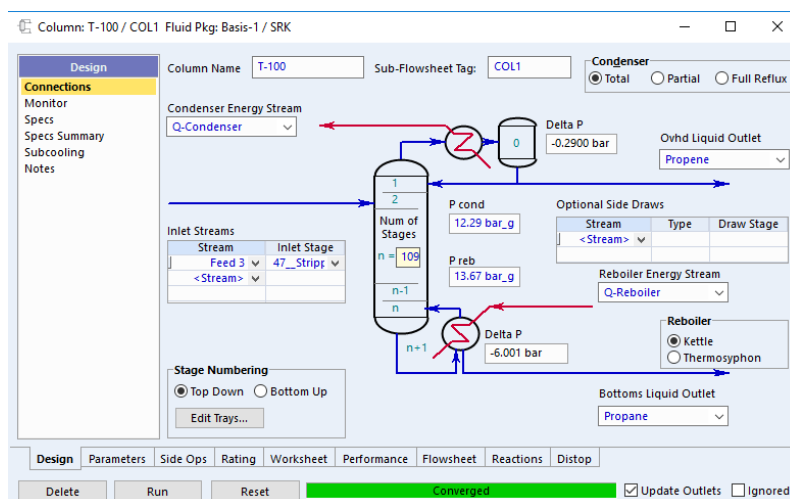 Column: T-100 / COL1 Fluid Pkg: Basis-1 / SRK
Design
Connections
Monitor
Specs
Specs Summary
Subcooling
Notes
Column Name T-100 Sub-Flowsheet Tag: COL1
Condenser
Total Partial Full Reflux
Condenser Energy Stream
Q-Condenser
0
Delta P
-0.2900 bar
Ovhd Liquid Outlet
Propene
1
2
Num of
Stages
n = 109
n-1
n
n+1
P cond
12.29 bar_g
P reb
13.67 bar_g
Optional Side Draws
Stream Type Draw Stage
<Stream>
Inlet Streams
Stream Inlet Stage
Feed 3 47__Stripp
<Stream>
Reboiler Energy Stream
Q-Reboiler
Delta P
-6.001 bar
Reboiler
Kettle
Thermosyphon
Stage Numbering
Top Down Bottom Up
Edit Trays...
Bottoms Liquid Outlet
Propane
Design Parameters Side Ops Rating Worksheet Performance Flowsheet Reactions Distop
Delete Run Reset Converged Update Outlets Ignored